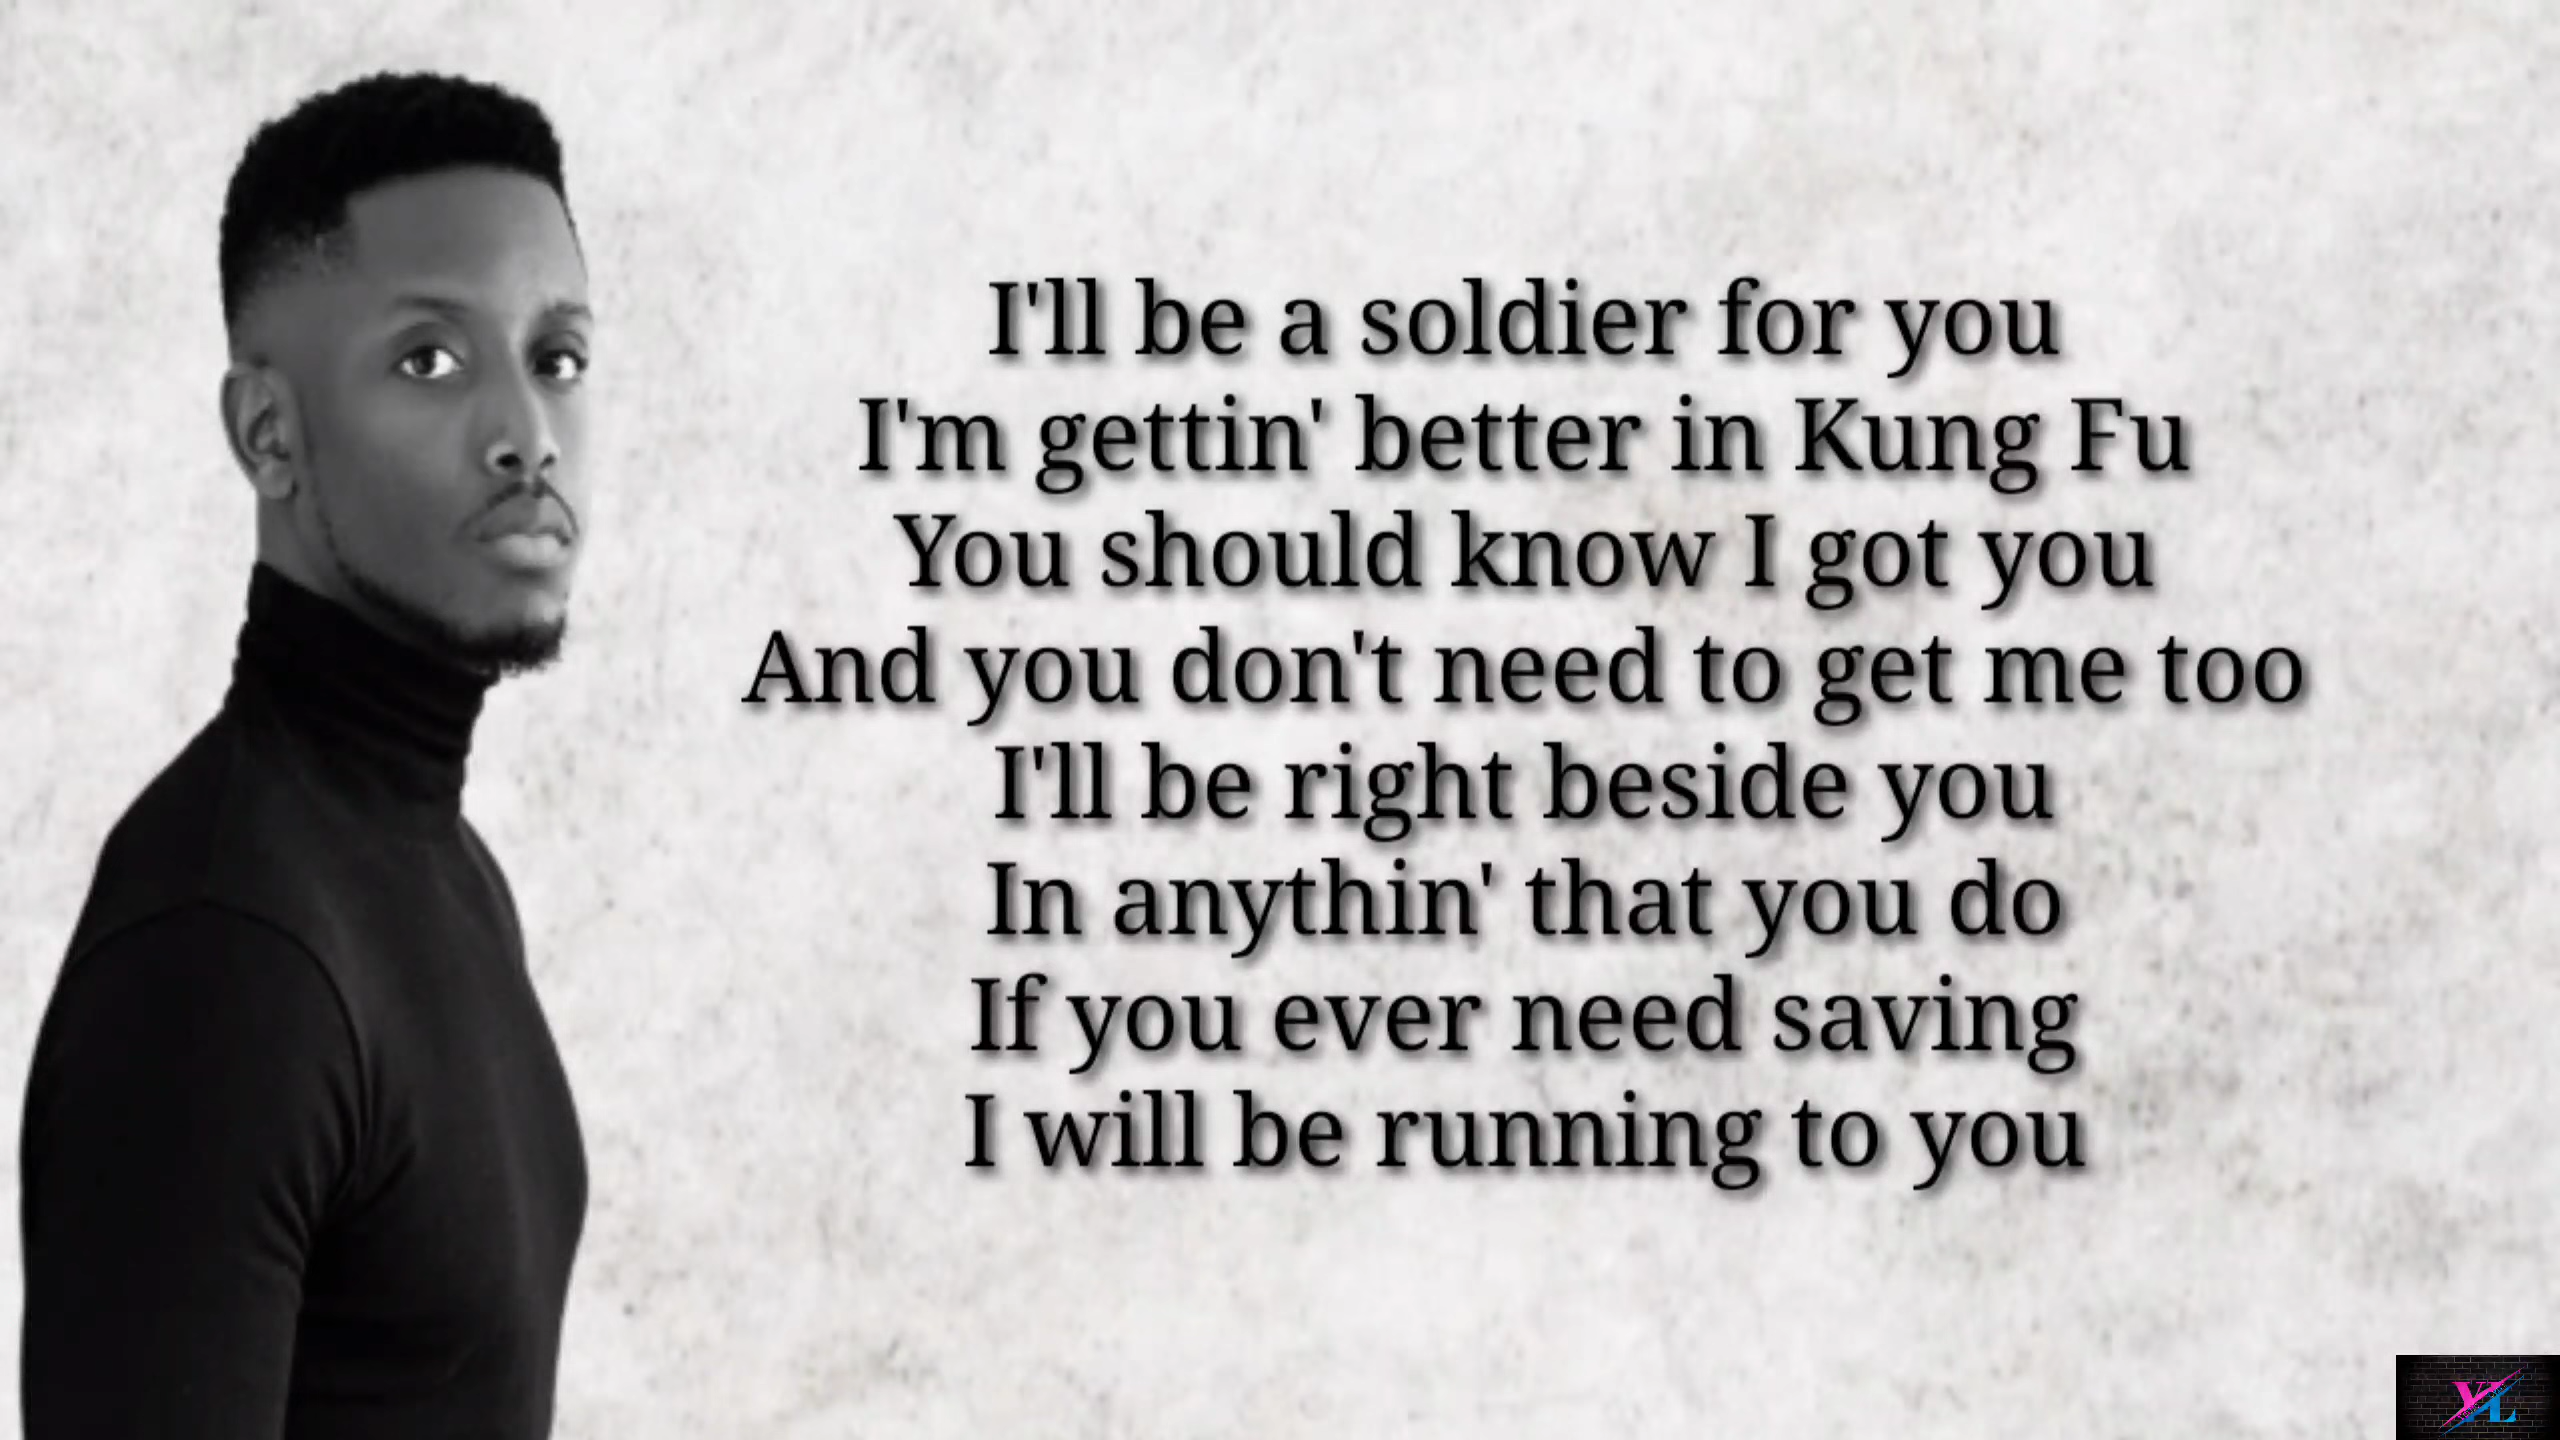 I'll be a soldier for you
I'm gettin' better in Kung Fu
You should know I got you
And you don't need to get me too
I'll be right beside you
In anythin' that you do
If you ever need saving
I will be running to you
YL